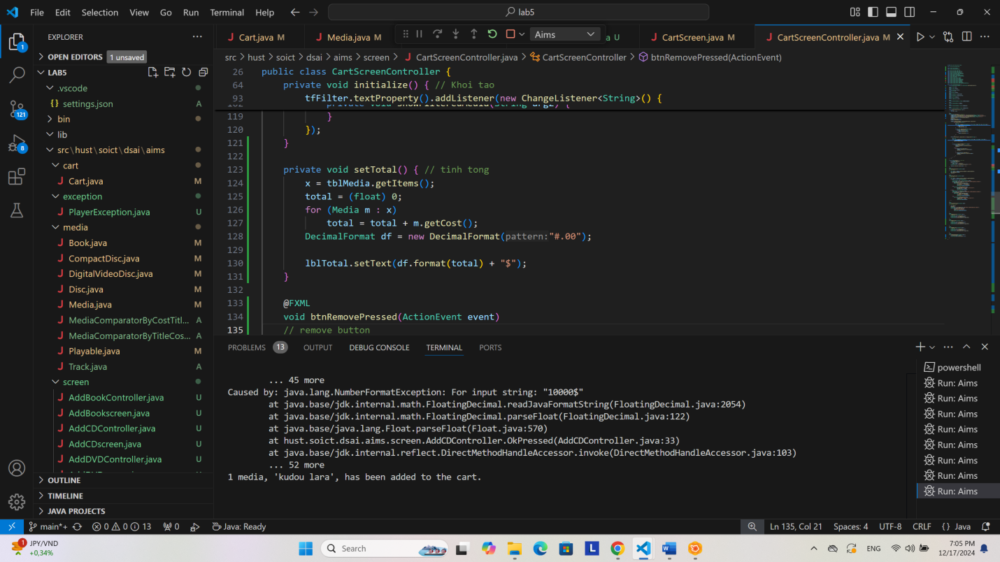 File Edit Selection View Go Run Terminal Help
lab5
EXPLORER
OPEN EDITORS 1 unsaved
LAB5
.vscode
{} settings.json A
bin
lib
src\hust\soict\dsai\aims
cart
J Cart.java M
exception
J PlayerException.java U
media
J Book.java M
J CompactDisc.java M
J DigitalVideoDisc.java M
J Disc.java M
J Media.java M
J MediaComparatorByCostTitl... A
J MediaComparatorByTitleCos... A
J Playable.java M
J Track.java A
screen
J AddBookController.java U
J AddBookscreen.java U
J AddCDController.java U
J AddCDscreen.java U
J AddDVDController.java U
OUTLINE
TIMELINE
JAVA PROJECTS
1
121
8
J Cart.java M
J Media.java M
Aims
a U
J CartScreen.java M
J CartScreenController.java M
src > hust > soict > dsai > aims > screen > J CartScreenController.java > CartScreenController > btnRemovePressed(ActionEvent)
26 public class CartScreenController {
64 private void initialize() { // Khoi tao
93 tfFilter.textProperty().addListener(new ChangeListener<String>() {
119 }
120 });
121 }
122
123 private void setTotal() { // tinh tong
124 x = tblMedia.getItems();
125 total = (float) 0;
126 for (Media m : x)
127 total = total + m.getCost();
128 DecimalFormat df = new DecimalFormat(pattern:"#.00");
129
130 lblTotal.setText(df.format(total) + "$");
131 }
132
133 @FXML
134 void btnRemovePressed(ActionEvent event)
135 // remove button
PROBLEMS 13 OUTPUT DEBUG CONSOLE TERMINAL PORTS
... 45 more
Caused by: java.lang.NumberFormatException: For input string: "10000$"
at java.base/jdk.internal.math.FloatingDecimal.readJavaFormatString(FloatingDecimal.java:2054)
at java.base/jdk.internal.math.FloatingDecimal.parseFloat(FloatingDecimal.java:122)
at java.base/java.lang.Float.parseFloat(Float.java:570)
at hust.soict.dsai.aims.screen.AddCDController.OkPressed(AddCDController.java:33)
at java.base/jdk.internal.reflect.DirectMethodHandleAccessor.invoke(DirectMethodHandleAccessor.java:103)
... 52 more
1 media, 'kudou lara', has been added to the cart.
powershell
Run: Aims
Run: Aims
Run: Aims
Run: Aims
Run: Aims
Run: Aims
Run: Aims
Run: Aims
main*+ 0 0 13 0 Java: Ready
Ln 135, Col 21 Spaces: 4 UTF-8 CRLF {} Java
1
JPY/VND
+0,34%
Search
L
ENG
7:05 PM
12/17/2024